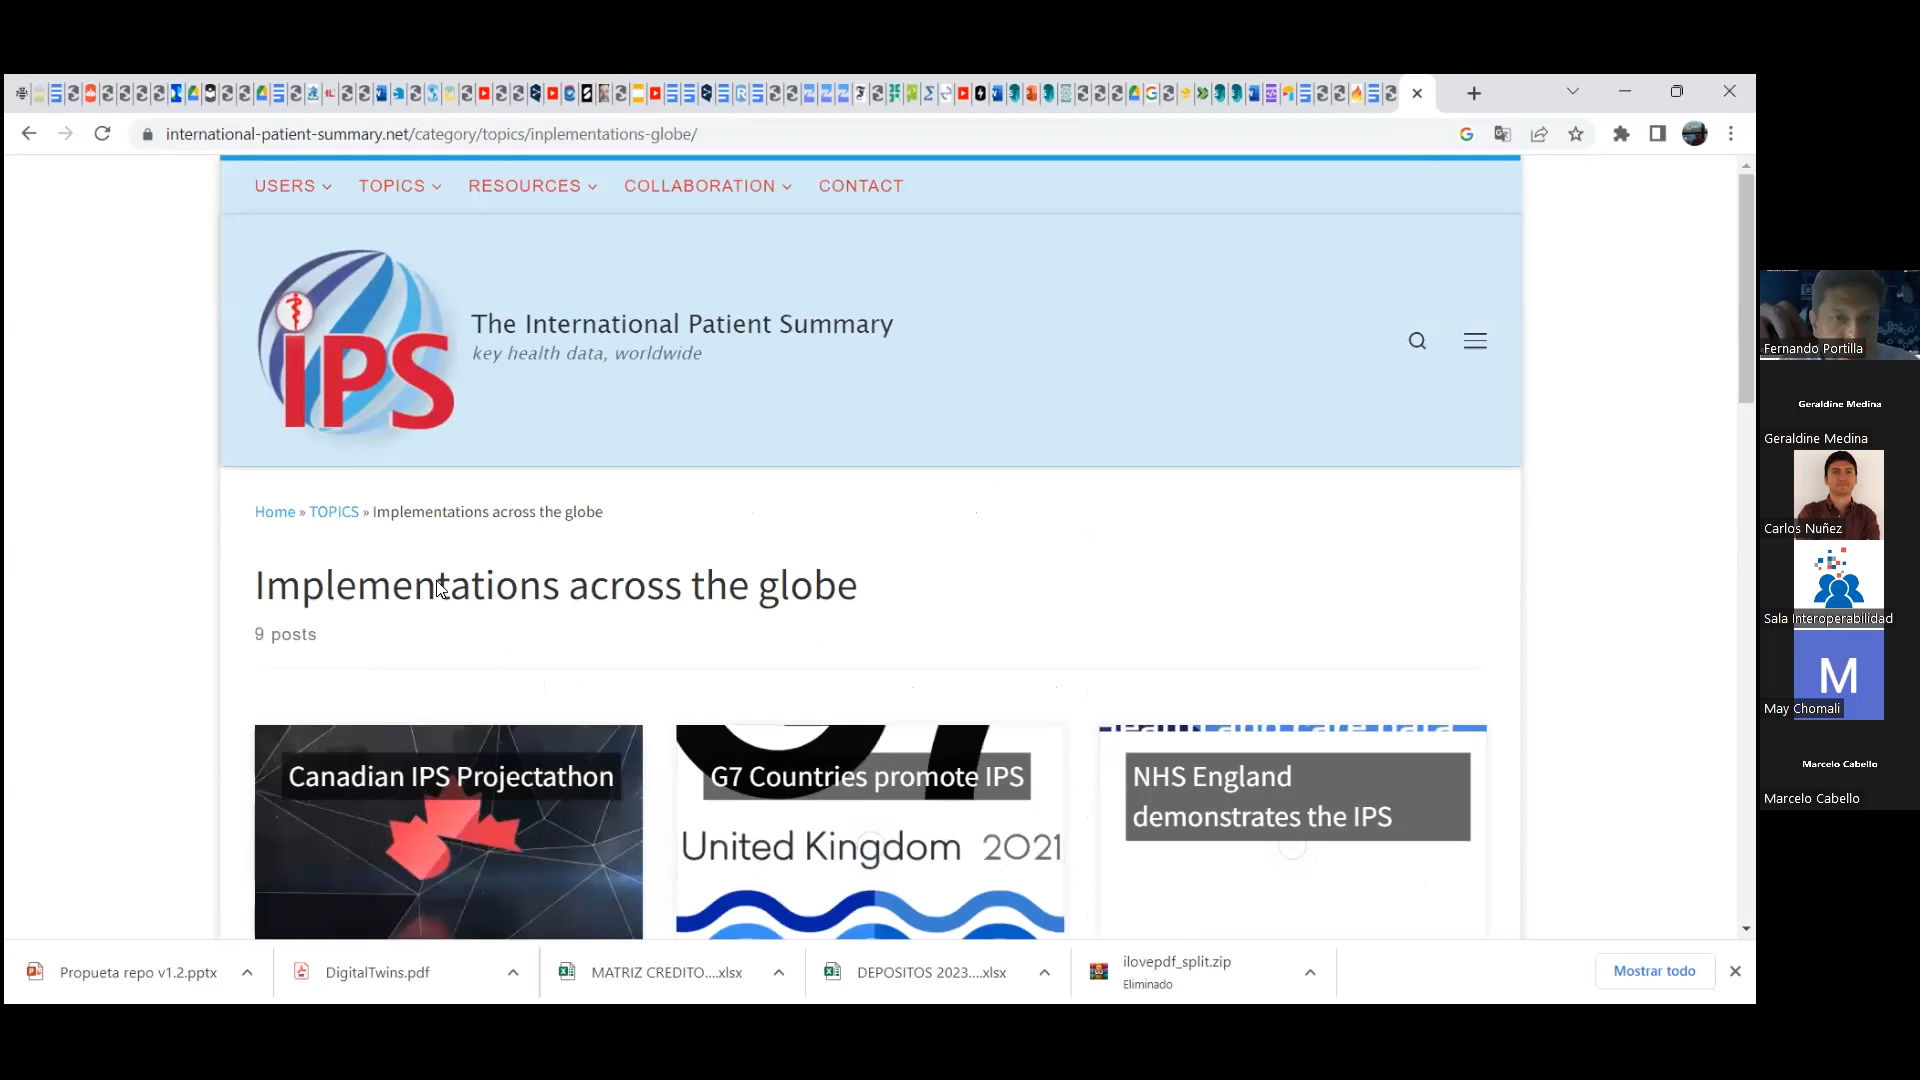 international-patient-summary.net/category/topics/inplementations-globe/
USERS TOPICS RESOURCES COLLABORATION CONTACT
IPS
The International Patient Summary
key health data, worldwide
Home » TOPICS » Implementations across the globe
Implementations across the globe
9 posts
Canadian IPS Projectathon
G7 Countries promote IPS
United Kingdom 2021
NHS England
demonstrates the IPS
Propueta repo v1.2.pptx
DigitalTwins.pdf
MATRIZ CREDITO....xlsx
DEPOSITOS 2023....xlsx
ilovepdf_split.zip
Eliminado
Mostrar todo
Fernando Portilla
Geraldine Medina
Geraldine Medina
Carlos Nuñez
Sala Interoperabilidad
M
May Chomali
Marcelo Cabello
Marcelo Cabello